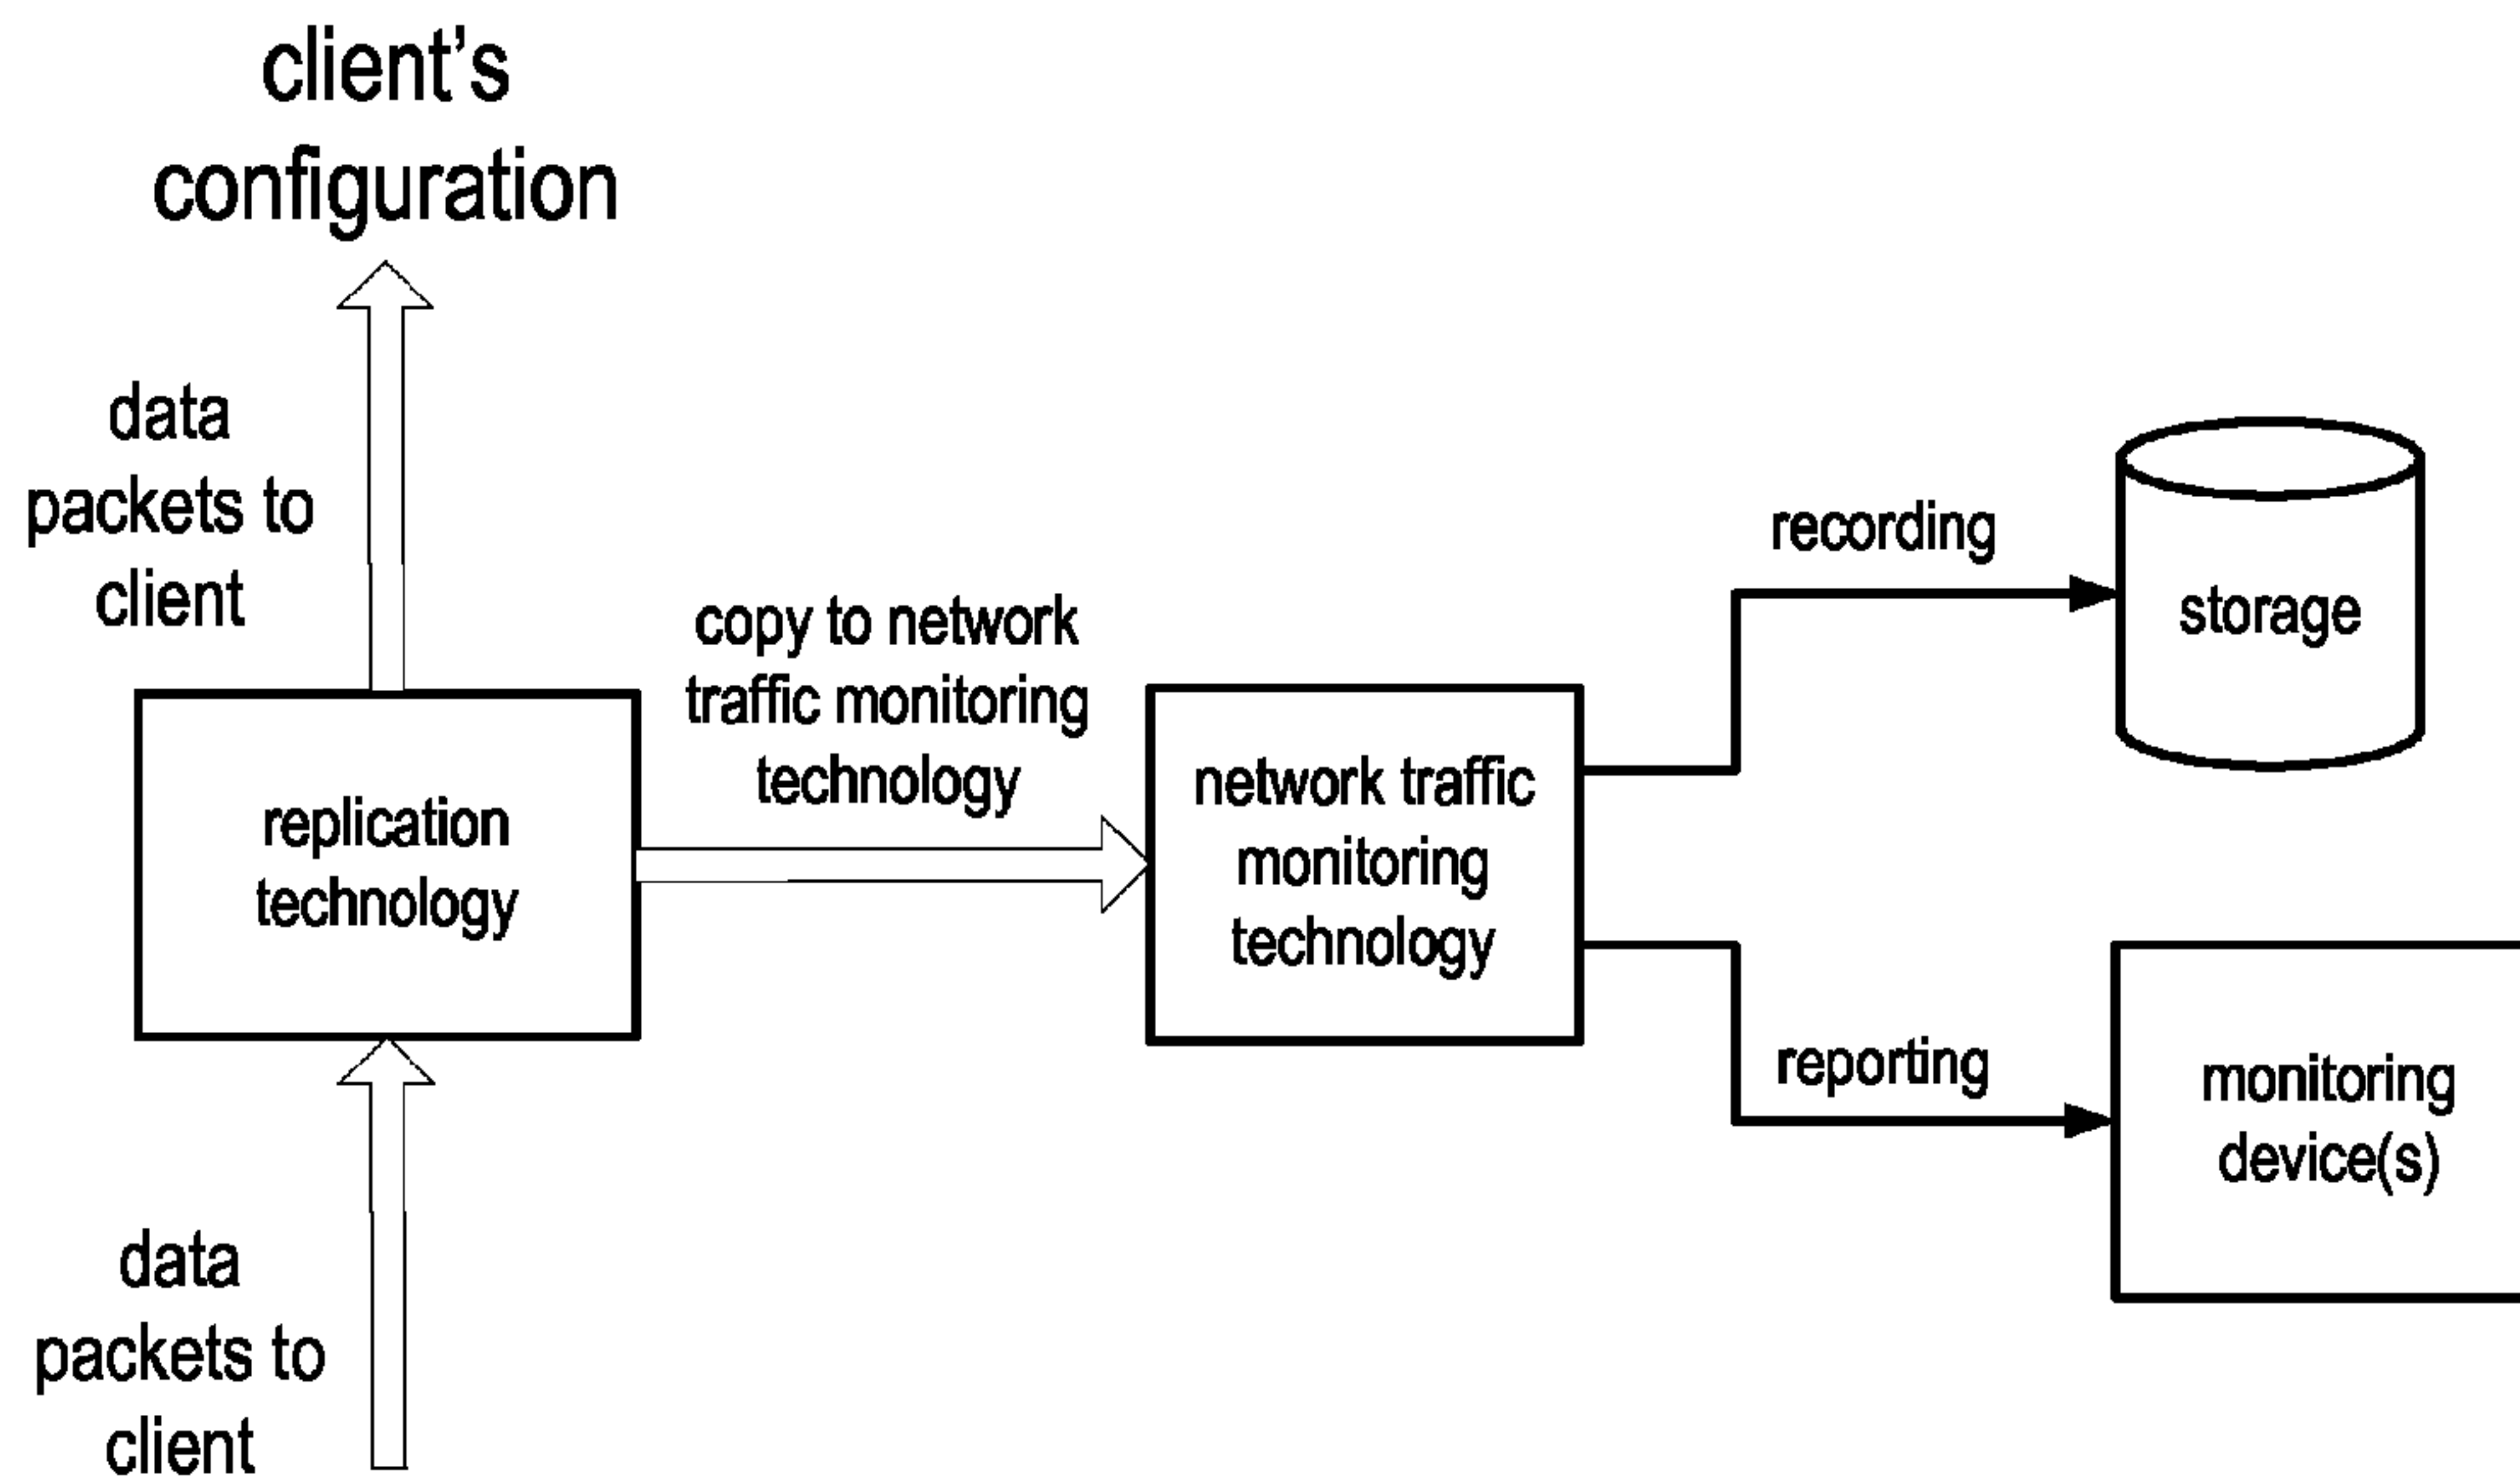 client’s
configuration
data
packets to
client
copy to network
traffic monitoring
technology
recording
storage
replication
technology
network traffic
monitoring
technology
reporting
monitoring
device(s)
data
packets to
client